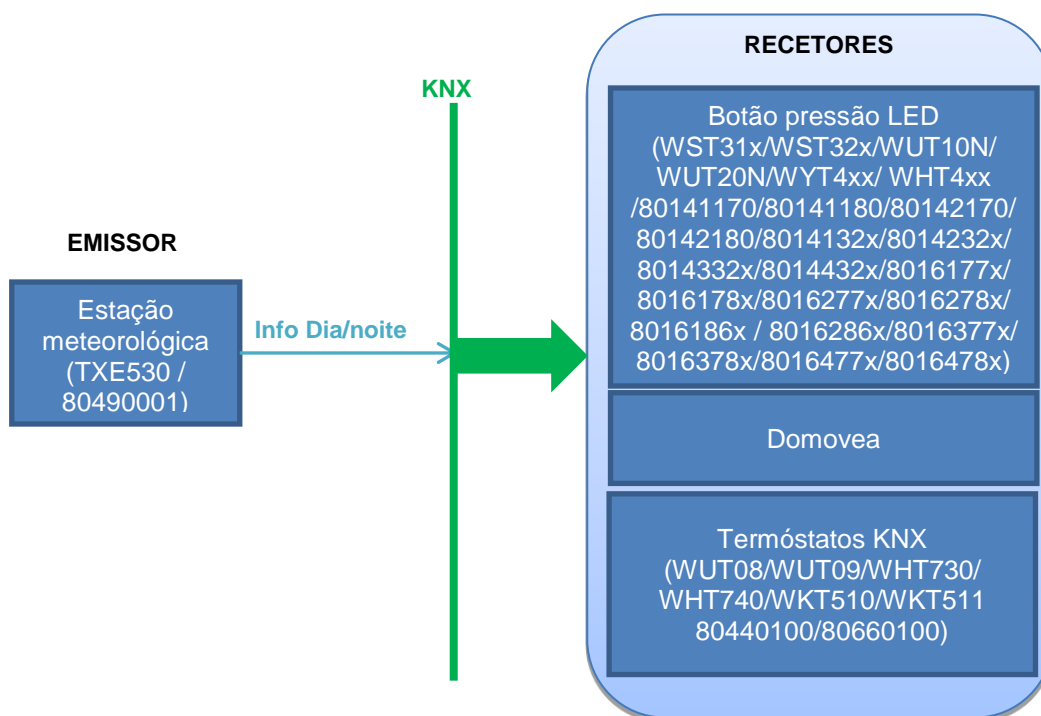 EMISSOR
Estação
meteorológica
(TXE530 /
80490001)
Info Dia/noite
KNX
RECETORES
Botão pressão LED
(WST31x/WST32x/WUT10N/
WUT20N/WYT4xx/ WHT4xx
/80141170/80141180/80142170/
80142180/8014132x/8014232x/
8014332x/8014432x/8016177x/
8016178x/8016277x/8016278x/
8016186x / 8016286x/8016377x/
8016378x/8016477x/8016478x)
Domovea
Termóstatos KNX
(WUT08/WUT09/WHT730/
WHT740/WKT510/WKT511
80440100/80660100)